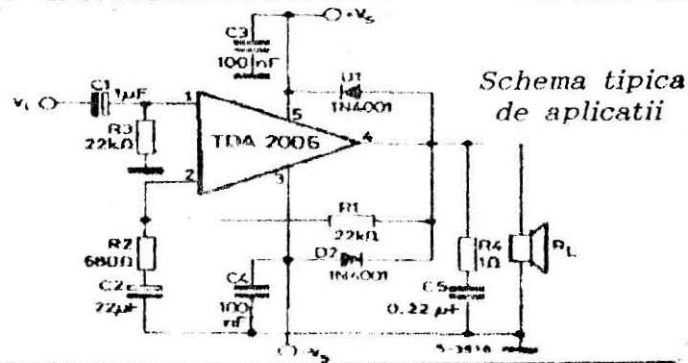 +Vs
C3
100 nF
C1
1µF
Vi
1
5
D1
1N4001
Schema tipica
de aplicatii
R3
22kΩ
TDA 2006
4
2
3
R1
22kΩ
R2
680Ω
D2
1N4001
R4
1Ω
RL
C2
22µF
C4
100
nF
C5
0.22 µF
-Vs